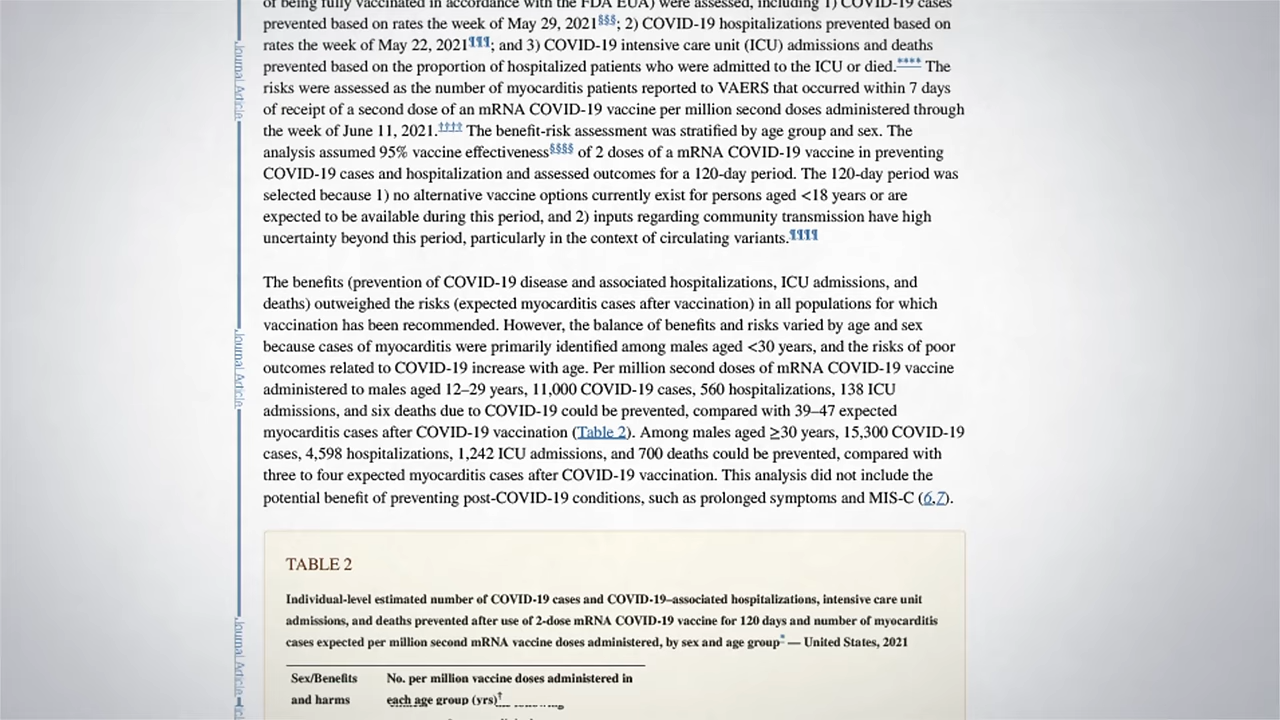 of being fully vaccinated in accordance with the FDA EUA) were assessed, including 1) COVID-19 cases
prevented based on rates the week of May 29, 2021§§§; 2) COVID-19 hospitalizations prevented based on
rates the week of May 22, 2021¶¶¶; and 3) COVID-19 intensive care unit (ICU) admissions and deaths
prevented based on the proportion of hospitalized patients who were admitted to the ICU or died.**** The
risks were assessed as the number of myocarditis patients reported to VAERS that occurred within 7 days
of receipt of a second dose of an mRNA COVID-19 vaccine per million second doses administered through
the week of June 11, 2021.†††† The benefit-risk assessment was stratified by age group and sex. The
analysis assumed 95% vaccine effectiveness§§§§ of 2 doses of a mRNA COVID-19 vaccine in preventing
COVID-19 cases and hospitalization and assessed outcomes for a 120-day period. The 120-day period was
selected because 1) no alternative vaccine options currently exist for persons aged <18 years or are
expected to be available during this period, and 2) inputs regarding community transmission have high
uncertainty beyond this period, particularly in the context of circulating variants.¶¶¶¶
The benefits (prevention of COVID-19 disease and associated hospitalizations, ICU admissions, and
deaths) outweighed the risks (expected myocarditis cases after vaccination) in all populations for which
vaccination has been recommended. However, the balance of benefits and risks varied by age and sex
because cases of myocarditis were primarily identified among males aged <30 years, and the risks of poor
outcomes related to COVID-19 increase with age. Per million second doses of mRNA COVID-19 vaccine
administered to males aged 12–29 years, 11,000 COVID-19 cases, 560 hospitalizations, 138 ICU
admissions, and six deaths due to COVID-19 could be prevented, compared with 39–47 expected
myocarditis cases after COVID-19 vaccination (Table 2). Among males aged ≥30 years, 15,300 COVID-19
cases, 4,598 hospitalizations, 1,242 ICU admissions, and 700 deaths could be prevented, compared with
three to four expected myocarditis cases after COVID-19 vaccination. This analysis did not include the
potential benefit of preventing post-COVID-19 conditions, such as prolonged symptoms and MIS-C (6,7).
TABLE 2
Individual-level estimated number of COVID-19 cases and COVID-19–associated hospitalizations, intensive care unit
admissions, and deaths prevented after use of 2-dose mRNA COVID-19 vaccine for 120 days and number of myocarditis
cases expected per million second mRNA vaccine doses administered, by sex and age group* — United States, 2021
Sex/Benefits
and harms
No. per million vaccine doses administered in
each age group (yrs)†
Journal Article
Journal Article
Journal Article